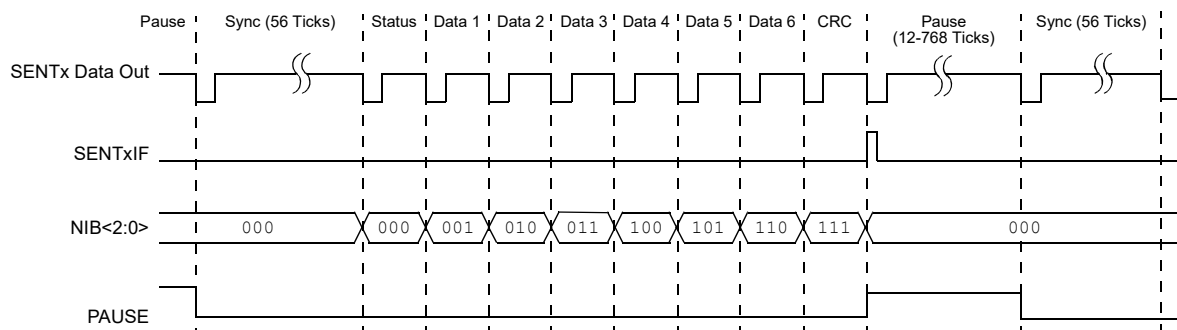 Pause Sync (56 Ticks) Status Data 1 Data 2 Data 3 Data 4 Data 5 Data 6 CRC Pause Sync (56 Ticks)
(12-768 Ticks)
SENTx Data Out
SENTxIF
NIB<2:0> 000 000 001 010 011 100 101 110 111 000
PAUSE